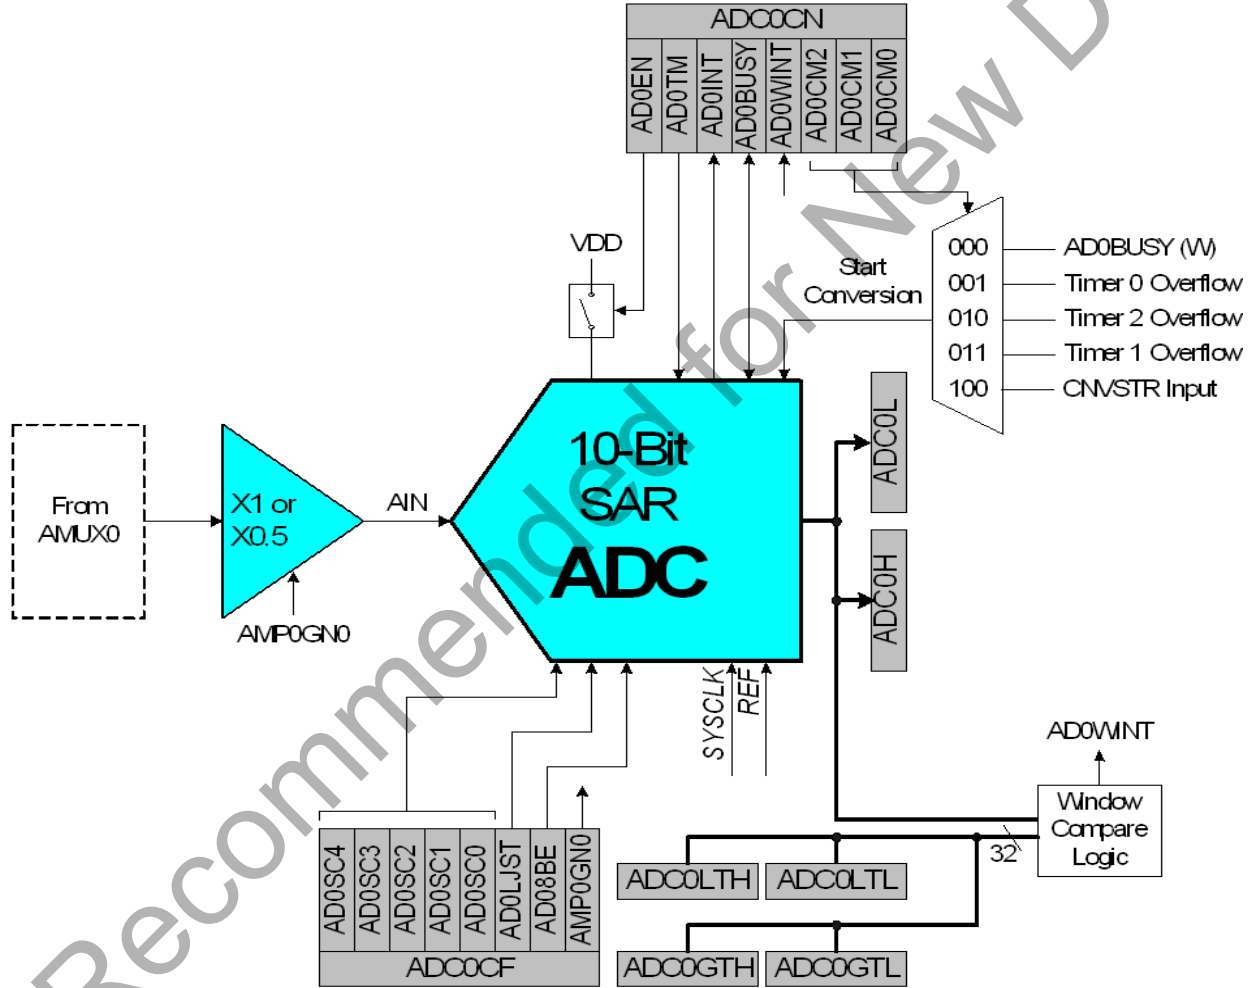 ADC0CN
AD0EN
AD0TM
AD0INT
AD0BUSY
AD0WINT
AD0CM2
AD0CM1
AD0CM0
VDD
Start
Conversion
000
AD0BUSY (W)
001
Timer 0 Overflow
010
Timer 2 Overflow
011
Timer 1 Overflow
100
CNVSTR Input
From
AMUX0
X1 or
X0.5
AMP0GN0
AIN
10-Bit
SAR
ADC
ADC0L
ADC0H
SYSCLK
REF
AD0WINT
Window
Compare
Logic
32
ADC0LTH
ADC0LTL
ADC0GTH
ADC0GTL
AD0SC4
AD0SC3
AD0SC2
AD0SC1
AD0SC0
AD0LJST
AD08BE
AMP0GN0
ADC0CF
Recommended for New D